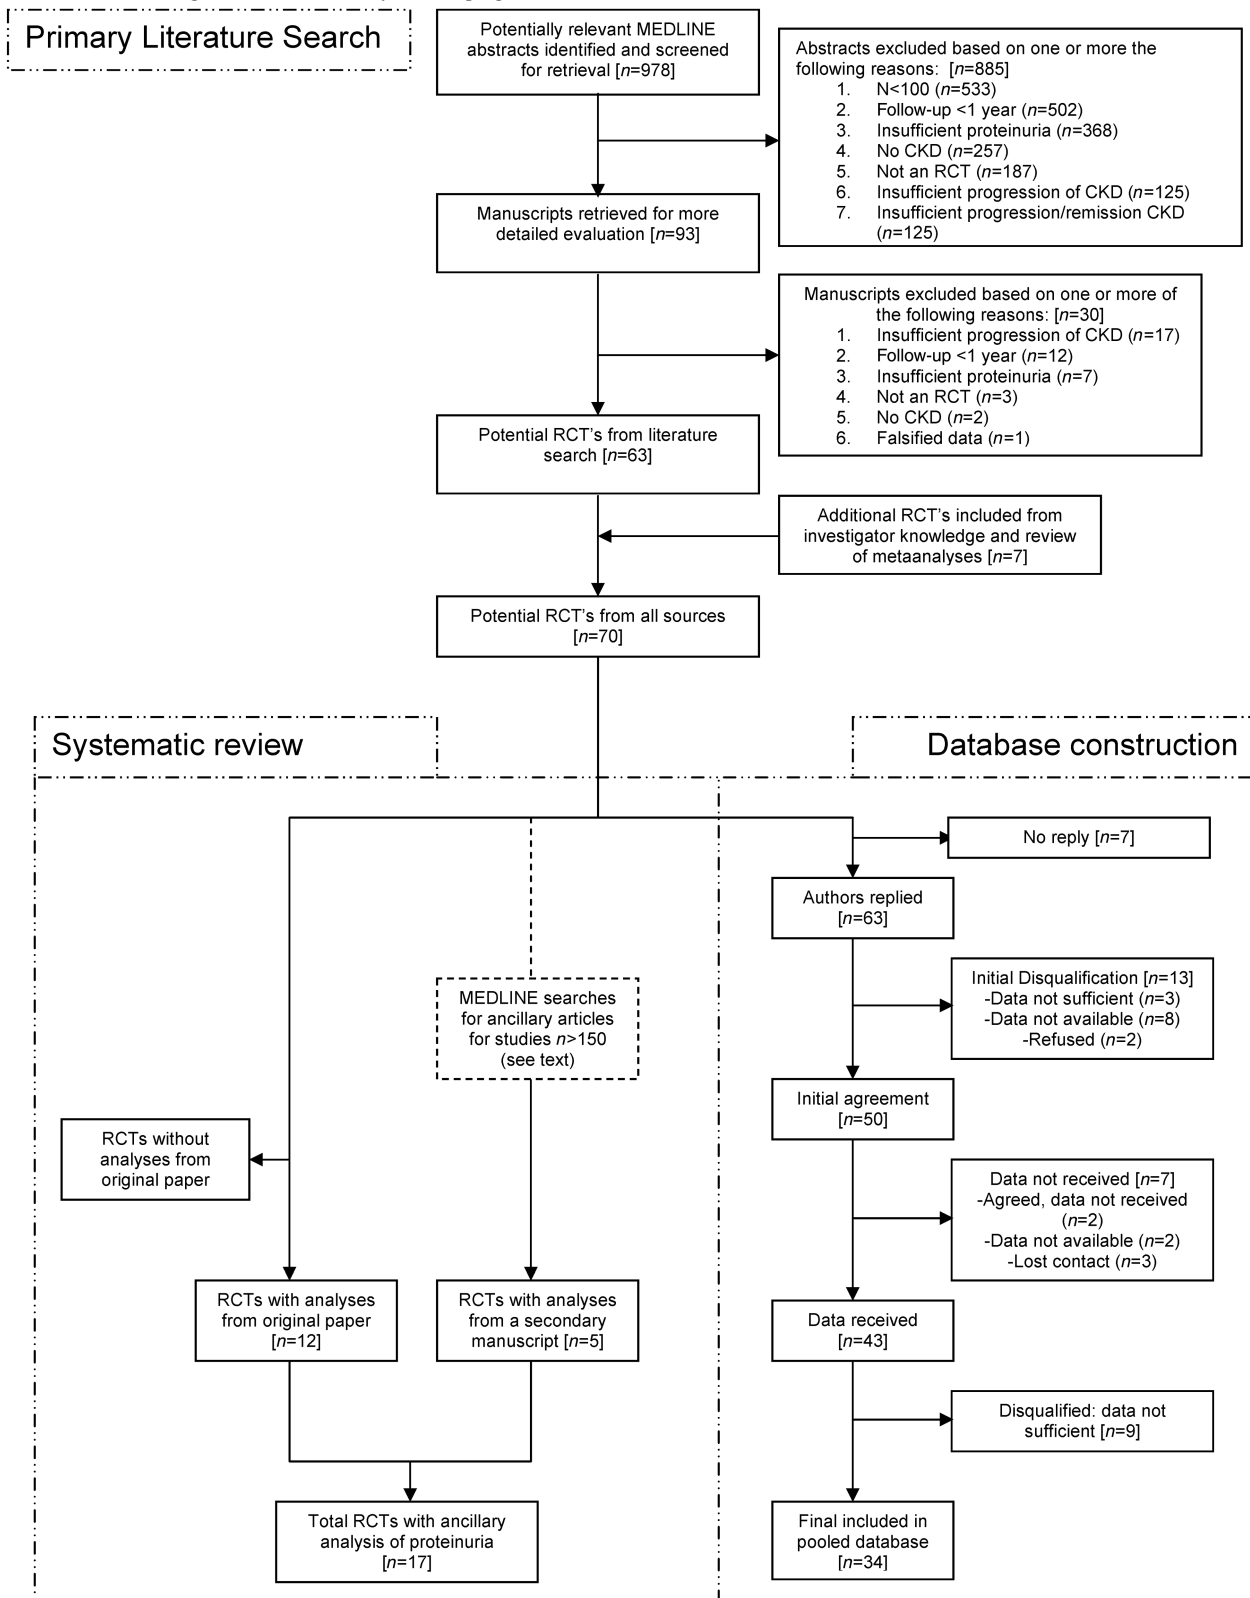 Primary Literature Search
Potentially relevant MEDLINE
abstracts identified and screened
for retrieval [n=978]
Abstracts excluded based on one or more the
following reasons: [n=885]
1. N<100 (n=533)
2. Follow-up <1 year (n=502)
3. Insufficient proteinuria (n=368)
4. No CKD (n=257)
5. Not an RCT (n=187)
6. Insufficient progression of CKD (n=125)
7. Insufficient progression/remission CKD
(n=125)
Manuscripts retrieved for more
detailed evaluation [n=93]
Manuscripts excluded based on one or more of
the following reasons: [n=30]
1. Insufficient progression of CKD (n=17)
2. Follow-up <1 year (n=12)
3. Insufficient proteinuria (n=7)
4. Not an RCT (n=3)
5. No CKD (n=2)
6. Falsified data (n=1)
Potential RCT's from literature
search [n=63]
Additional RCT's included from
investigator knowledge and review
of metaanalyses [n=7]
Potential RCT's from all sources
[n=70]
Systematic review
Database construction
No reply [n=7]
Authors replied
[n=63]
Initial Disqualification [n=13]
-Data not sufficient (n=3)
-Data not available (n=8)
-Refused (n=2)
MEDLINE searches
for ancillary articles
for studies n>150
(see text)
Initial agreement
[n=50]
RCTs without
analyses from
original paper
Data not received [n=7]
-Agreed, data not received
(n=2)
-Data not available (n=2)
-Lost contact (n=3)
RCTs with analyses
from original paper
[n=12]
RCTs with analyses
from a secondary
manuscript [n=5]
Data received
[n=43]
Disqualified: data not
sufficient [n=9]
Total RCTs with ancillary
analysis of proteinuria
[n=17]
Final included in
pooled database
[n=34]